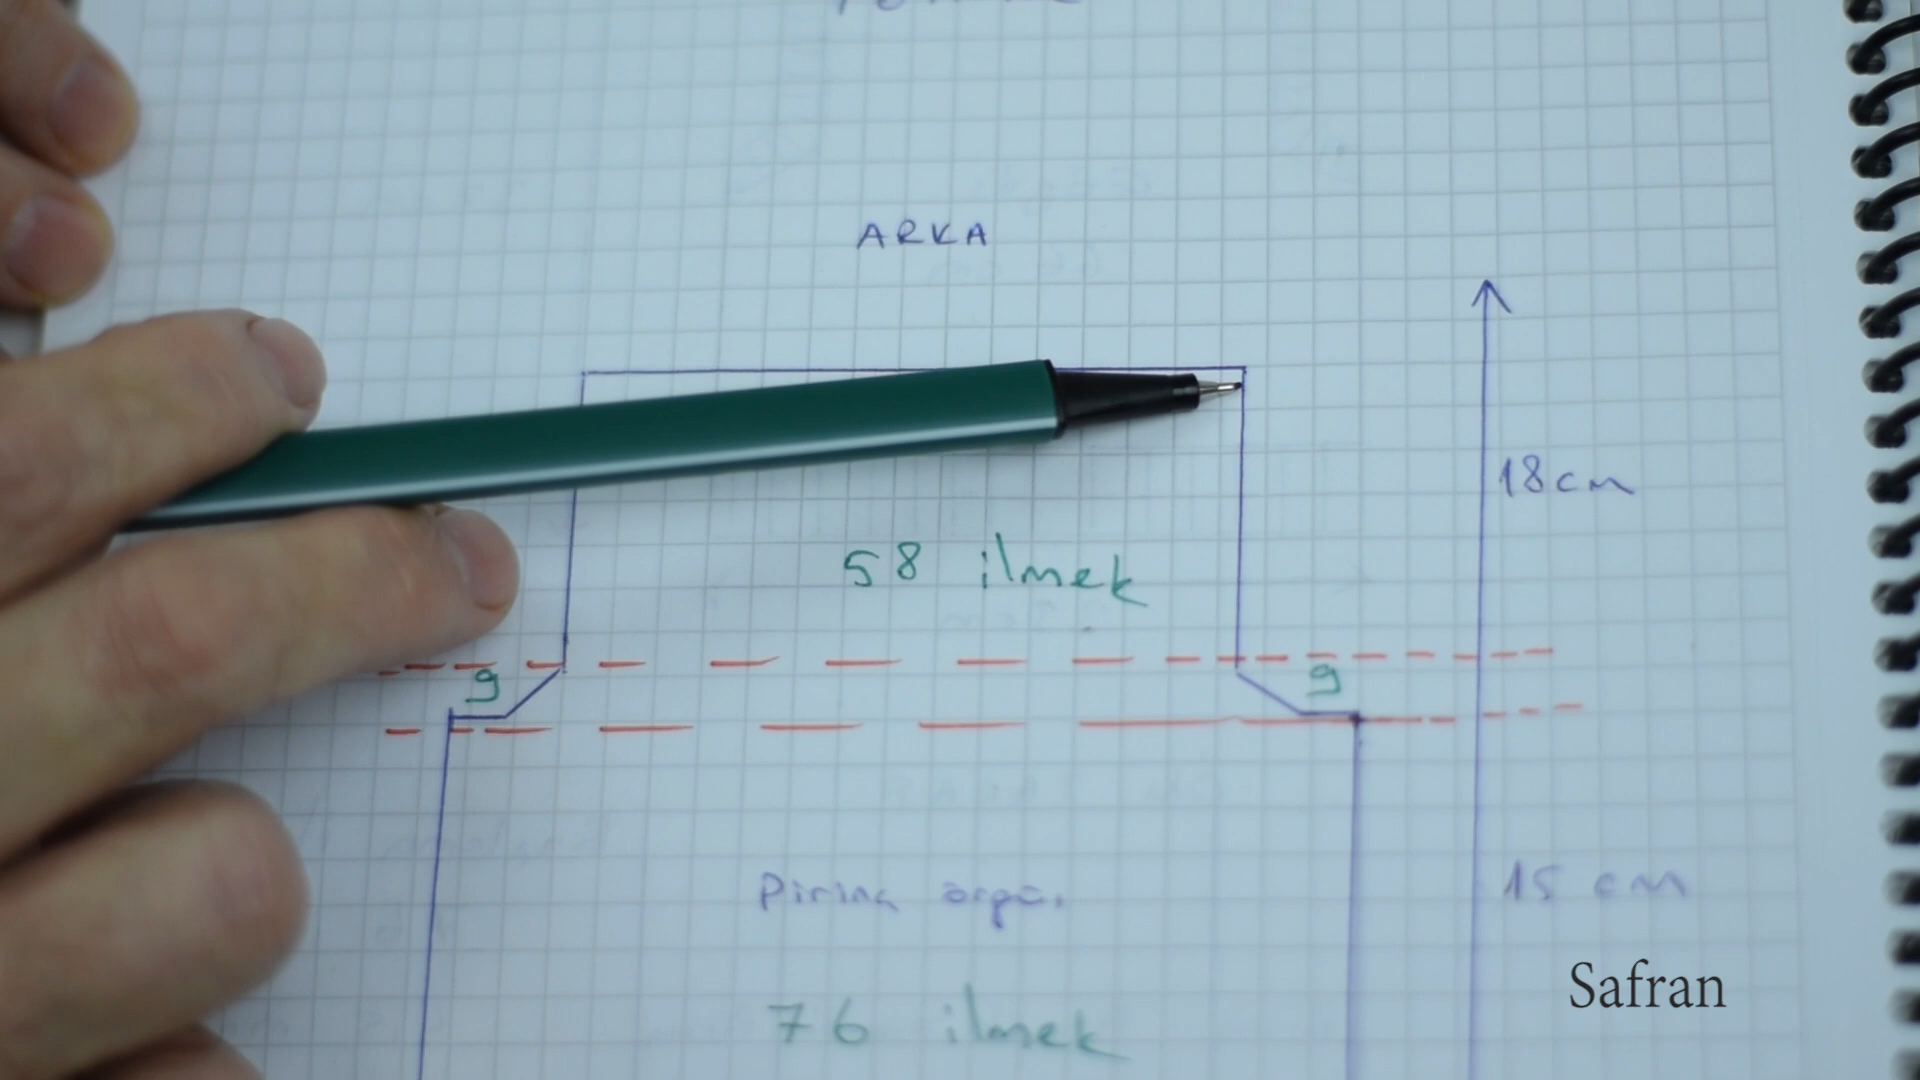 ARKA
18cm
58 ilmek
9 9
Pirinç örgü.
15 cm
76 ilmek
Safran